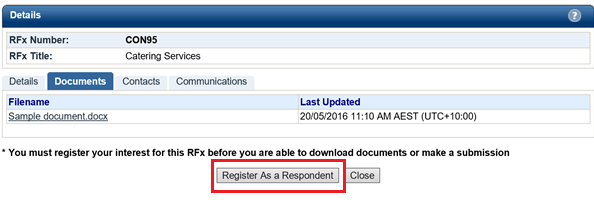 Details ?
RFx Number: CON95
RFx Title: Catering Services
Details Documents Contacts Communications
Filename Last Updated
Sample document.docx 20/05/2016 11:10 AM AEST (UTC+10:00)
* You must register your interest for this RFx before you are able to download documents or make a submission
Register As a Respondent Close